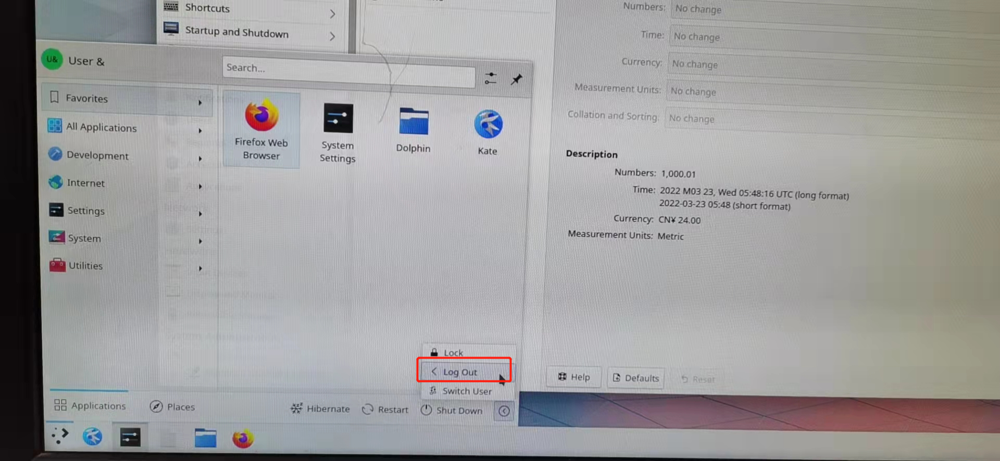 Shortcuts
Startup and Shutdown
Numbers: No change
Time: No change
Currency: No change
Measurement Units: No change
Collation and Sorting: No change
Description
Numbers: 1,000.01
Time: 2022 M03 23, Wed 05:48:16 UTC (long format)
2022-03-23 05:48 (short format)
Currency: CN¥ 24.00
Measurement Units: Metric
Help
Defaults
Reset
U&
User &
Search...
Favorites
All Applications
Development
Internet
Settings
System
Utilities
Firefox Web
Browser
System
Settings
Dolphin
Kate
Lock
Log Out
Switch User
Applications
Places
Hibernate
Restart
Shut Down